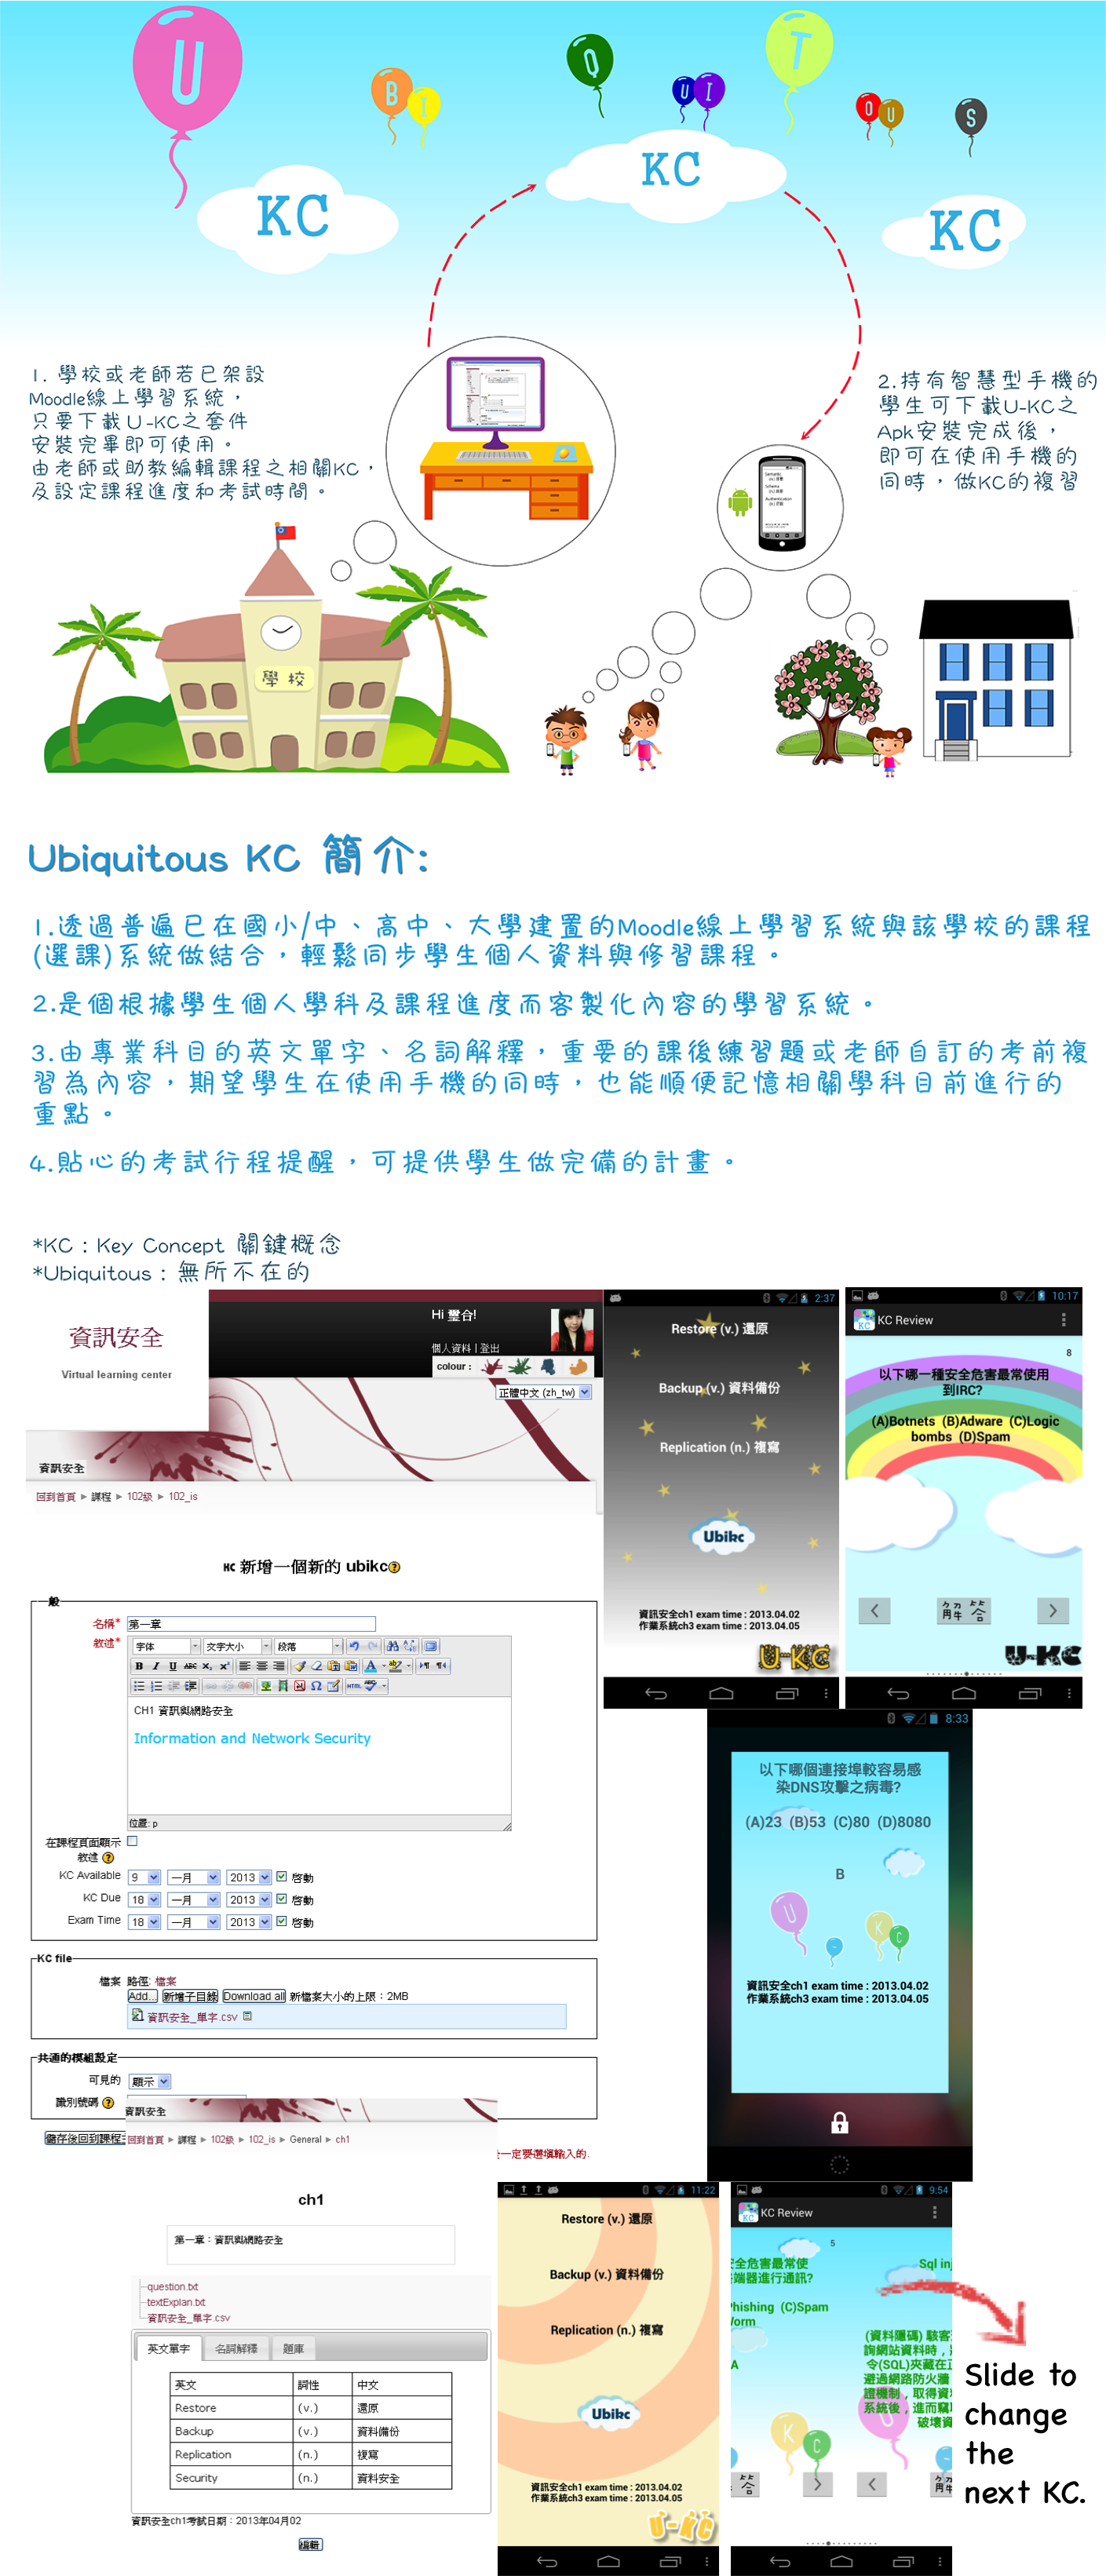 U
B I
Q
U I
T
O U
S
KC
KC
KC
1. 學校或老師若已架設
Moodle線上學習系統，
只要下載U-KC之套件
安裝完畢即可使用。
由老師或助教編輯課程之相關KC，
及設定課程進度和考試時間。
2.持有智慧型手機的
學生可下載U-KC之
Apk安裝完成後，
即可在使用手機的
同時，做KC的複習
學校
Ubiquitous KC 簡介:
1.透過普遍已在國小/中、高中、大學建置的Moodle線上學習系統與該學校的課程
(選課)系統做結合，輕鬆同步學生個人資料與修習課程。
2.是個根據學生個人學科及課程進度而客製化內容的學習系統。
3.由專業科目的英文單字、名詞解釋，重要的課後練習題或老師自訂的考前複
習為內容，期望學生在使用手機的同時，也能順便記憶相關學科目前進行的
重點。
4.貼心的考試行程提醒，可提供學生做完備的計畫。
*KC : Key Concept 關鍵概念
*Ubiquitous : 無所不在的
資訊安全
Virtual learning center
Hi 璽合!
個人資料 | 登出
colour :
正體中文 (zh_tw)
資訊安全
回到首頁 ► 課程 ► 102級 ► 102_is
KC 新增一個新的 ubikc
一般
名稱* 第一章
敘述*
字体 文字大小 段落
CH1 資訊與網路安全
Information and Network Security
位置: p
在課程頁面顯示
敘述
KC Available 9 一月 2013 啓動
KC Due 18 一月 2013 啓動
Exam Time 18 一月 2013 啓動
KC file
檔案 路徑: 檔案
Add... 新增子目錄 Download all 新檔案大小的上限：2MB
資訊安全_單字.csv
共通的模組設定
可見的 顯示
識別號碼
儲存後回到課程
一定要選填輸入的.
2:37
Restore (v.) 還原
Backup (v.) 資料備份
Replication (n.) 複寫
Ubikc
資訊安全ch1 exam time : 2013.04.02
作業系統ch3 exam time : 2013.04.05
U-KC
10:17
KC Review
8
以下哪一種安全危害最常使用
到IRC?
(A)Botnets (B)Adware (C)Logic
bombs (D)Spam
解答
U-KC
8:33
以下哪個連接埠較容易感
染DNS攻擊之病毒?
(A)23 (B)53 (C)80 (D)8080
B
U - K C
資訊安全ch1 exam time : 2013.04.02
作業系統ch3 exam time : 2013.04.05
資訊安全
回到首頁 ► 課程 ► 102級 ► 102_is ► General ► ch1
ch1
第一章：資訊與網路安全
question.txt
textExplan.txt
資訊安全_單字.csv
英文單字 名詞解釋 題庫
英文 詞性 中文
Restore (v.) 還原
Backup (v.) 資料備份
Replication (n.) 複寫
Security (n.) 資料安全
資訊安全ch1考試日期：2013年04月02
編輯
11:22
Restore (v.) 還原
Backup (v.) 資料備份
Replication (n.) 複寫
Ubikc
資訊安全ch1 exam time : 2013.04.02
作業系統ch3 exam time : 2013.04.05
U-KC
9:54
KC Review
5
全危害最常使
端器進行通訊?
Phishing (C)Spam
Worm
A
K C
答
Sql inj
(資料隱碼) 駭客
詢網站資料時，
令(SQL)夾藏在正
避過網路防火牆
證機制，取得資
系統後，進而竊
破壞資
U
Slide to
change
the
next KC.